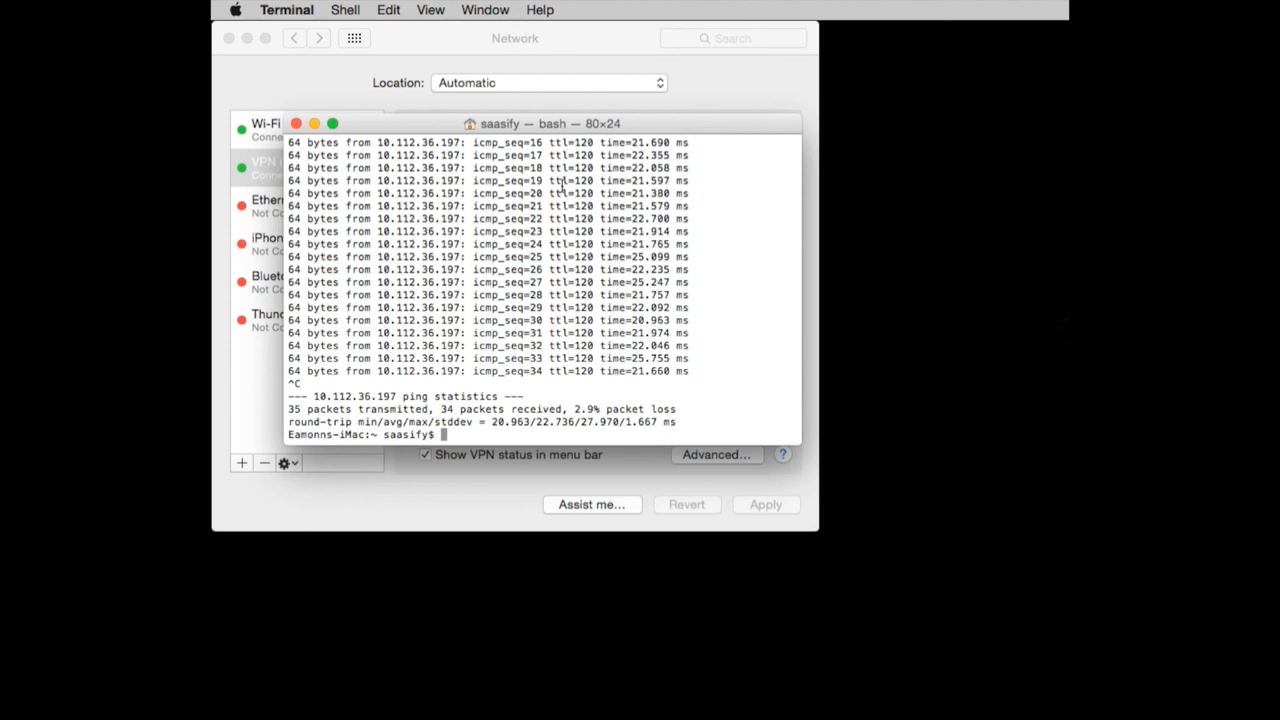 Terminal Shell Edit View Window Help
Network
Search
Location: Automatic
Wi-Fi
Conne
VPN (
Conne
Ether
Not Co
iPhon
Not Co
Blueto
Not Co
Thund
Not Co
saasify — bash — 80×24
64 bytes from 10.112.36.197: icmp_seq=16 ttl=120 time=21.690 ms
64 bytes from 10.112.36.197: icmp_seq=17 ttl=120 time=22.355 ms
64 bytes from 10.112.36.197: icmp_seq=18 ttl=120 time=22.058 ms
64 bytes from 10.112.36.197: icmp_seq=19 ttl=120 time=21.597 ms
64 bytes from 10.112.36.197: icmp_seq=20 ttl=120 time=21.380 ms
64 bytes from 10.112.36.197: icmp_seq=21 ttl=120 time=21.579 ms
64 bytes from 10.112.36.197: icmp_seq=22 ttl=120 time=22.700 ms
64 bytes from 10.112.36.197: icmp_seq=23 ttl=120 time=21.914 ms
64 bytes from 10.112.36.197: icmp_seq=24 ttl=120 time=21.765 ms
64 bytes from 10.112.36.197: icmp_seq=25 ttl=120 time=25.099 ms
64 bytes from 10.112.36.197: icmp_seq=26 ttl=120 time=22.235 ms
64 bytes from 10.112.36.197: icmp_seq=27 ttl=120 time=25.247 ms
64 bytes from 10.112.36.197: icmp_seq=28 ttl=120 time=21.757 ms
64 bytes from 10.112.36.197: icmp_seq=29 ttl=120 time=22.092 ms
64 bytes from 10.112.36.197: icmp_seq=30 ttl=120 time=20.963 ms
64 bytes from 10.112.36.197: icmp_seq=31 ttl=120 time=21.974 ms
64 bytes from 10.112.36.197: icmp_seq=32 ttl=120 time=22.046 ms
64 bytes from 10.112.36.197: icmp_seq=33 ttl=120 time=25.755 ms
64 bytes from 10.112.36.197: icmp_seq=34 ttl=120 time=21.660 ms
^C
--- 10.112.36.197 ping statistics ---
35 packets transmitted, 34 packets received, 2.9% packet loss
round-trip min/avg/max/stddev = 20.963/22.736/27.970/1.667 ms
Eamonns-iMac:~ saasify$
Show VPN status in menu bar
Advanced... ?
Assist me... Revert Apply